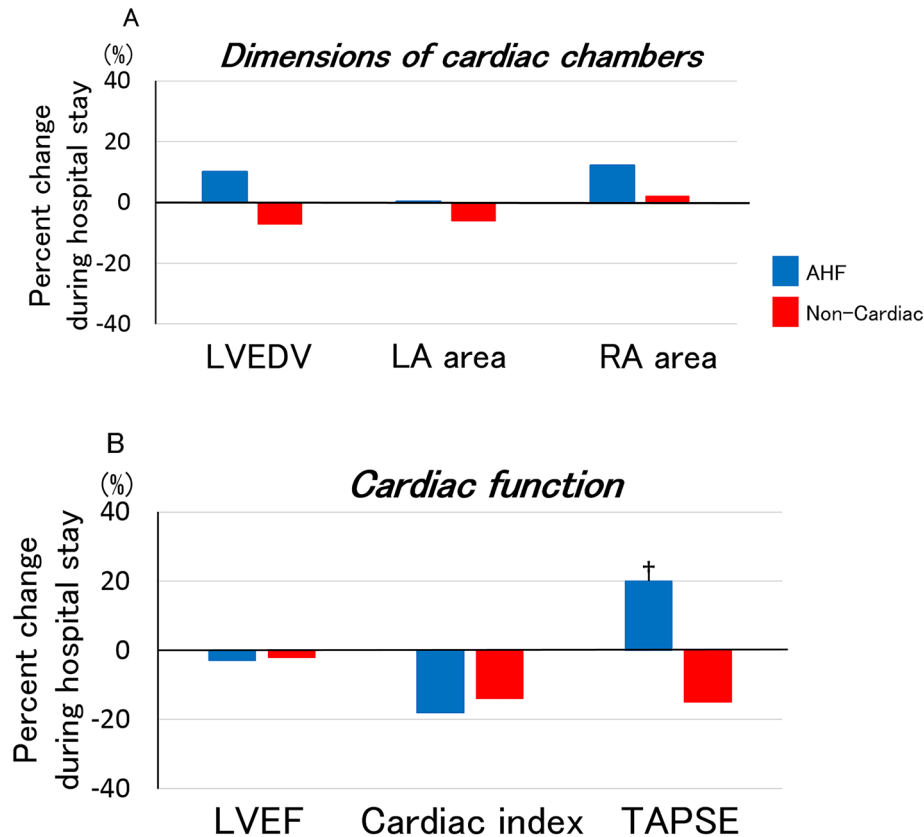 A
(%)
Dimensions of cardiac chambers
Percent change
during hospital stay
40
20
0
-20
-40
LVEDV LA area RA area
AHF
Non-Cardiac
B
(%)
Cardiac function
Percent change
during hospital stay
40
20
0
-20
-40
†
LVEF Cardiac index TAPSE